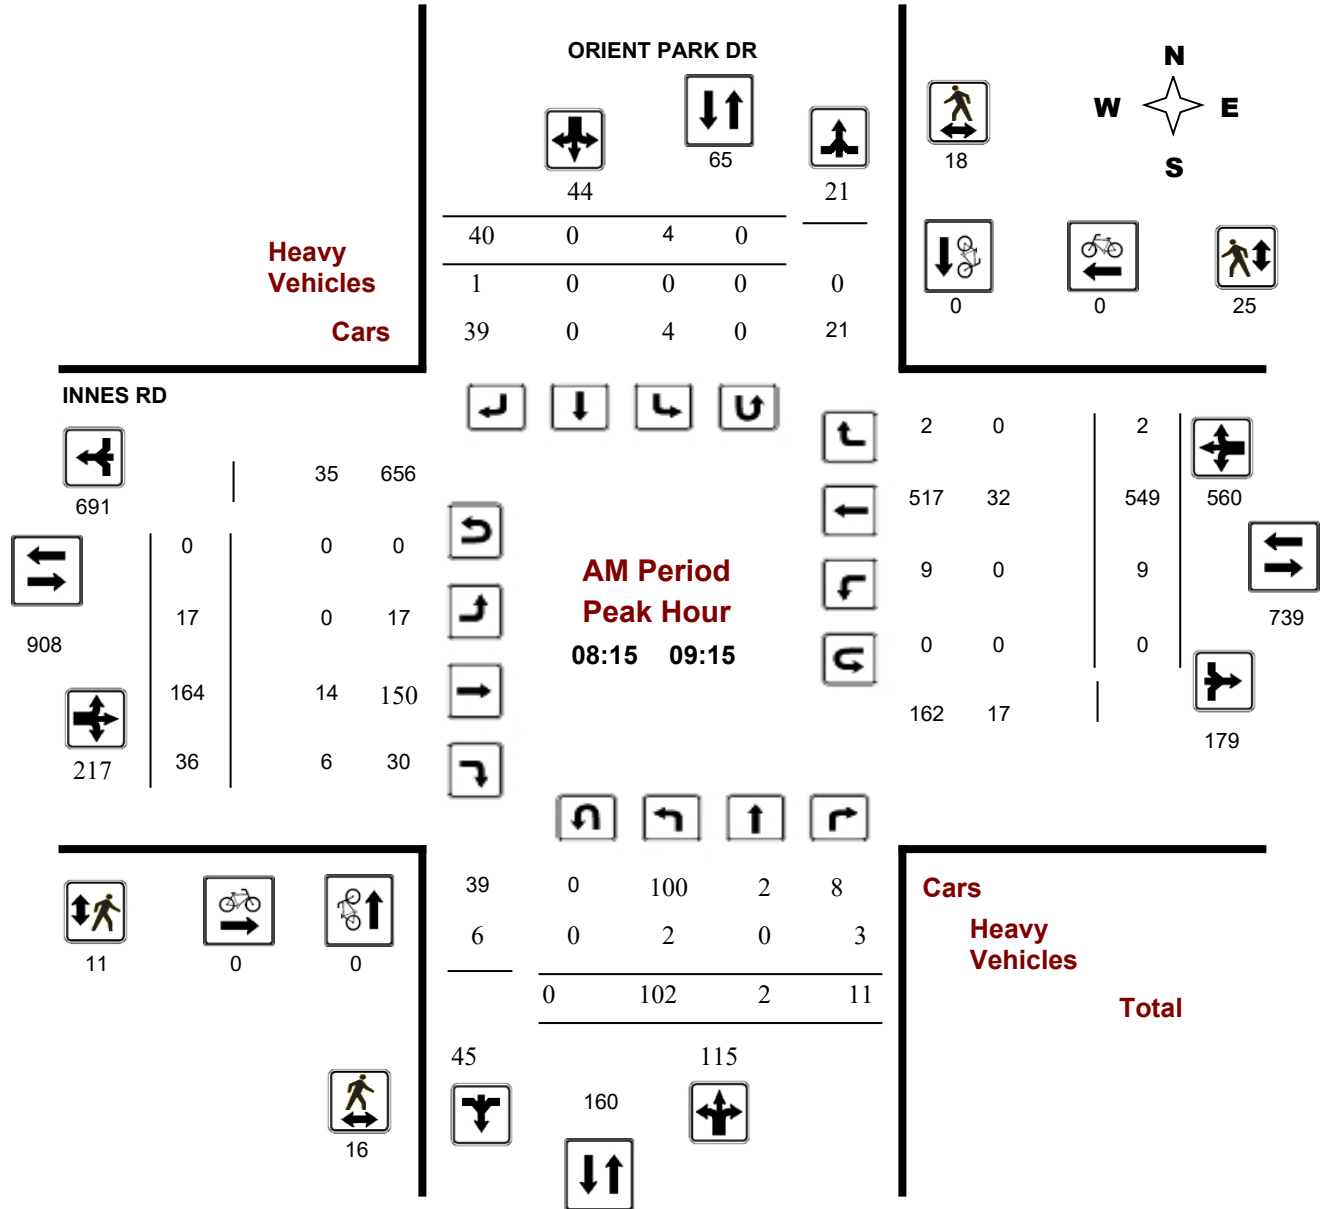 ORIENT PARK DR
N
W E
S
65
18
44 21
40 0 4 0
Heavy
Vehicles
1 0 0 0 0
0 0 25
Cars
39 0 4 0 21
INNES RD
2 0 2
35 656
691
517 32 549 560
0 0 0
AM Period
9 0 9
Peak Hour
17 0 17
739
908
08:15 09:15
0 0 0
164 14 150
162 17
179
217 36 6 30
39 0 100 2 8
Cars
6 0 2 0 3
Heavy
Vehicles
11 0 0
0 102 2 11
Total
45 115
160
16